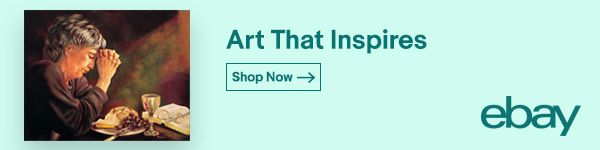 Art That Inspires
Shop Now →
ebay